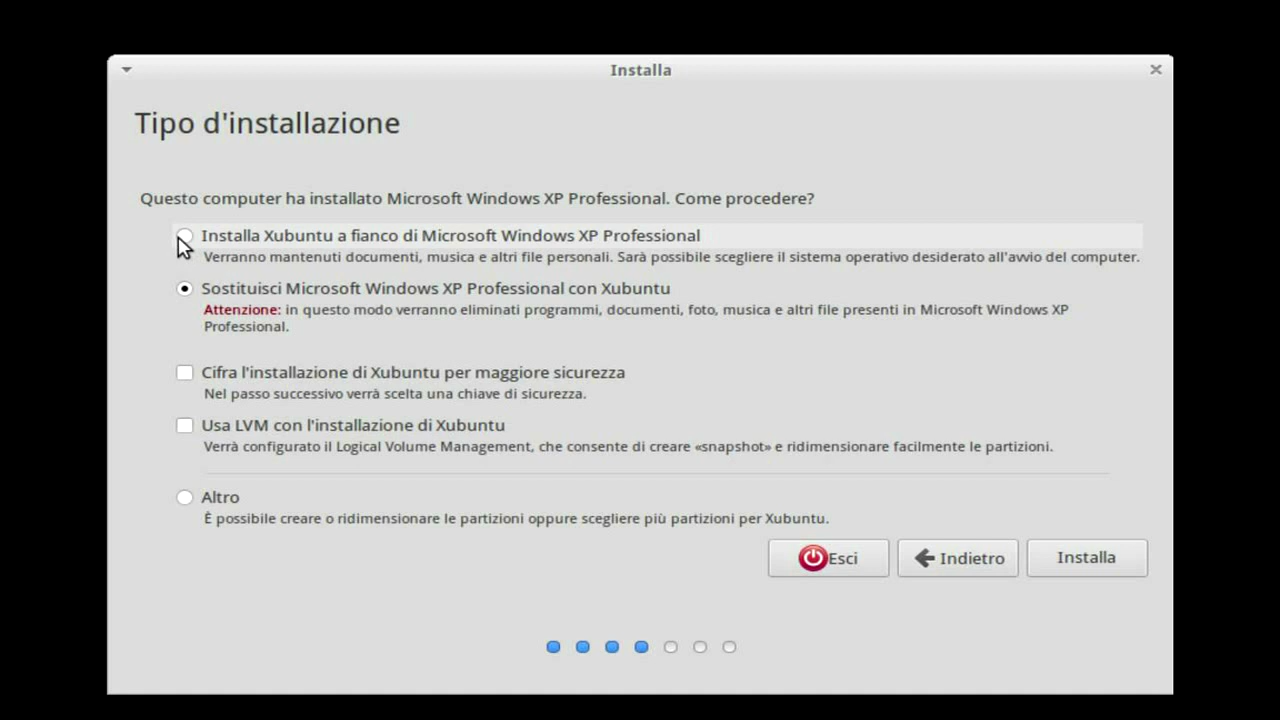 Installa
Tipo d'installazione
Questo computer ha installato Microsoft Windows XP Professional. Come procedere?
Installa Xubuntu a fianco di Microsoft Windows XP Professional
Verranno mantenuti documenti, musica e altri file personali. Sarà possibile scegliere il sistema operativo desiderato all'avvio del computer.
Sostituisci Microsoft Windows XP Professional con Xubuntu
Attenzione: in questo modo verranno eliminati programmi, documenti, foto, musica e altri file presenti in Microsoft Windows XP
Professional.
Cifra l'installazione di Xubuntu per maggiore sicurezza
Nel passo successivo verrà scelta una chiave di sicurezza.
Usa LVM con l'installazione di Xubuntu
Verrà configurato il Logical Volume Management, che consente di creare «snapshot» e ridimensionare facilmente le partizioni.
Altro
È possibile creare o ridimensionare le partizioni oppure scegliere più partizioni per Xubuntu.
Esci Indietro Installa